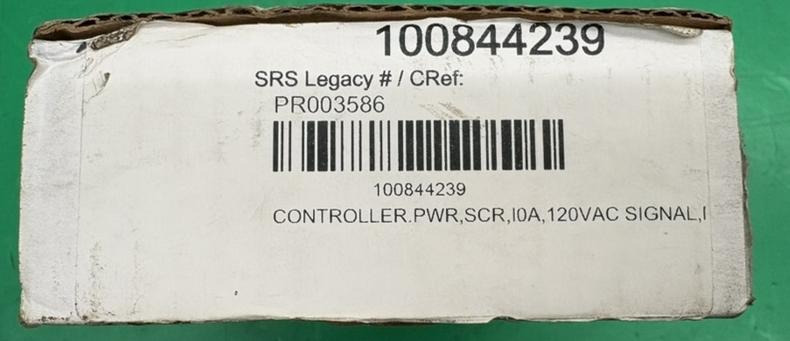 100844239
SRS Legacy # / CRef:
PR003586
100844239
CONTROLLER.PWR,SCR,I0A,120VAC SIGNAL,I